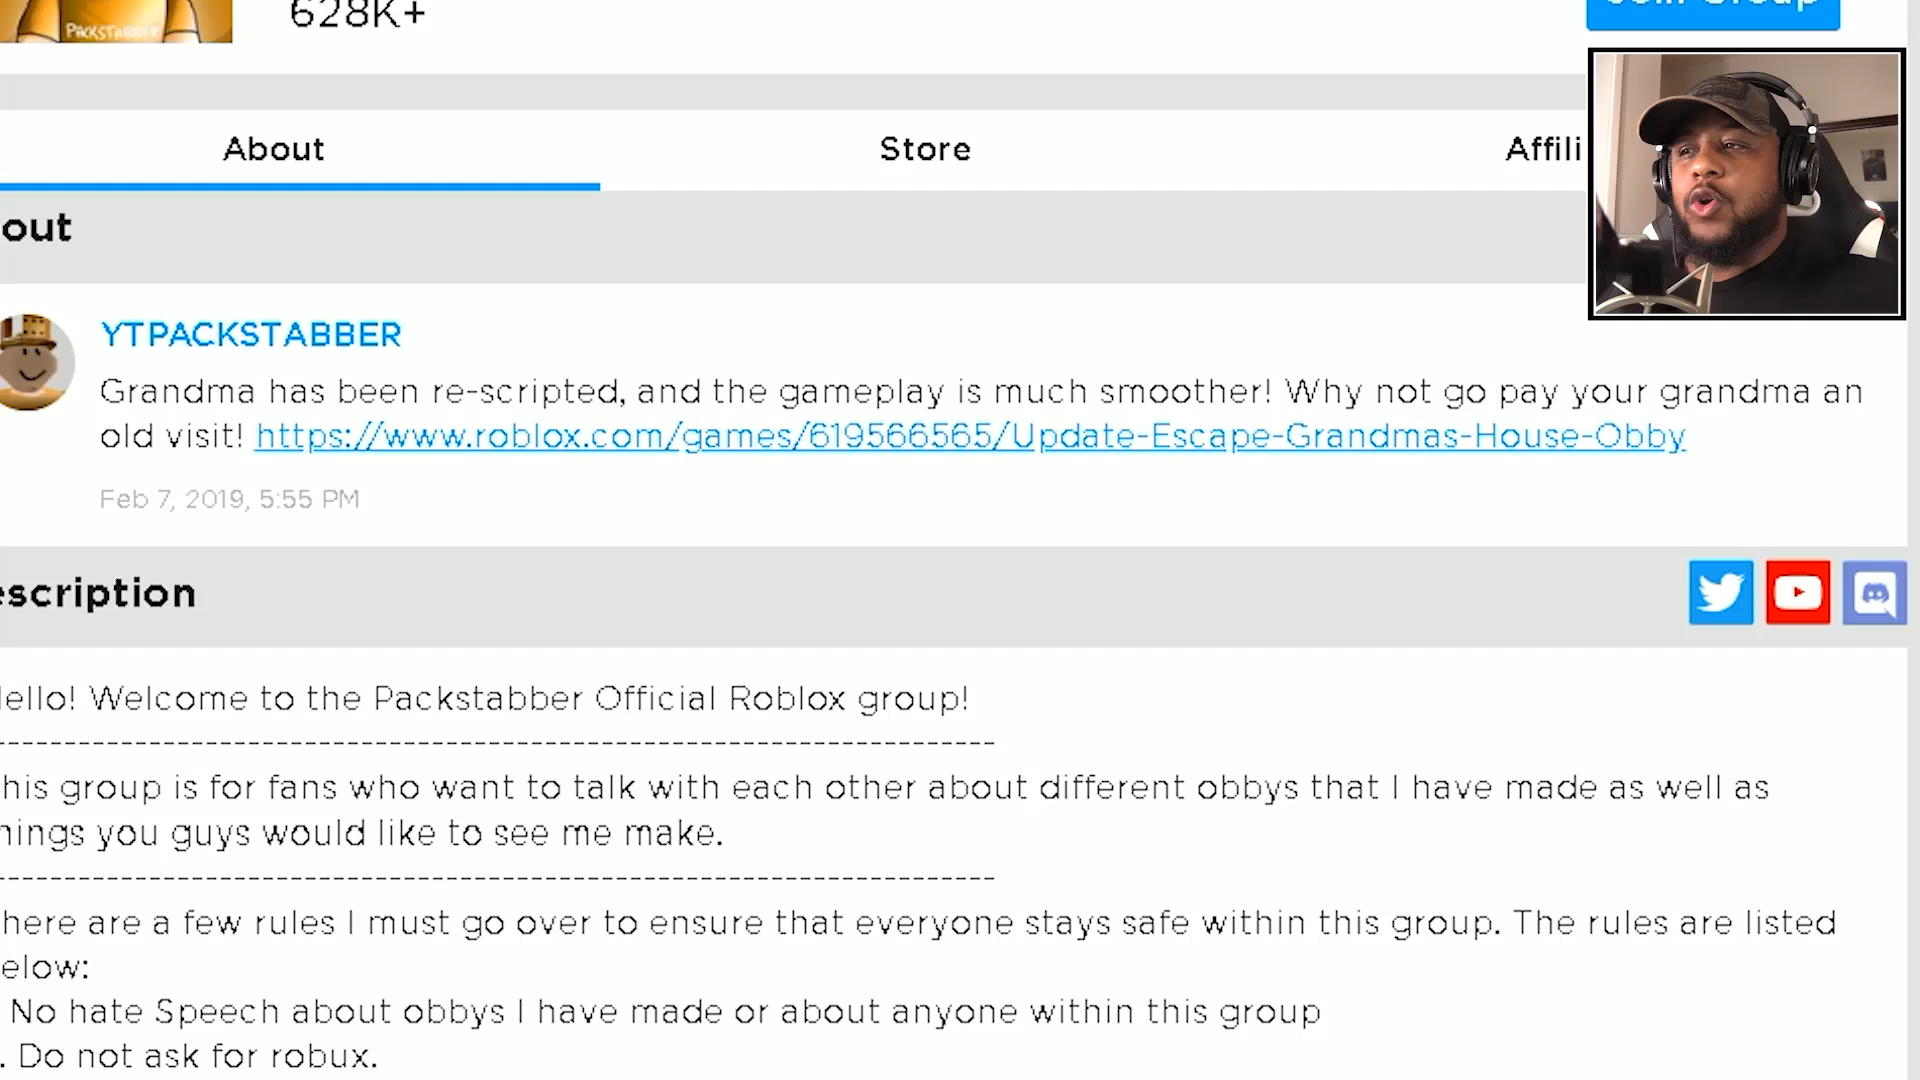 PACKSTABBER
628K+
Join Group
About
Store
Affili
out
YTPACKSTABBER
Grandma has been re-scripted, and the gameplay is much smoother! Why not go pay your grandma an
old visit! https://www.roblox.com/games/619566565/Update-Escape-Grandmas-House-Obby
Feb 7, 2019, 5:55 PM
escription
ello! Welcome to the Packstabber Official Roblox group!
--------------------------------------------------------------------
his group is for fans who want to talk with each other about different obbys that I have made as well as
hings you guys would like to see me make.
--------------------------------------------------------------------
here are a few rules I must go over to ensure that everyone stays safe within this group. The rules are listed
elow:
No hate Speech about obbys I have made or about anyone within this group
. Do not ask for robux.